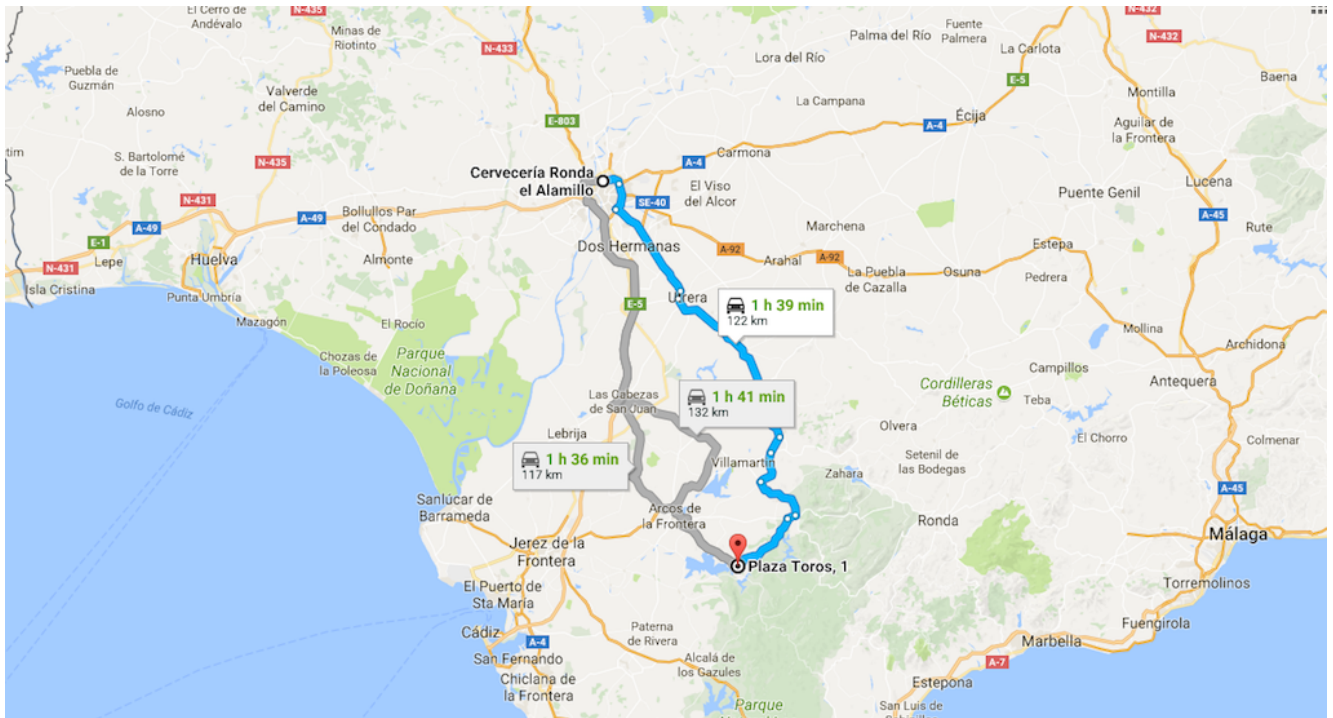 El Cerro de
Andévalo
N-435
Minas de
Riotinto
N-433
N-432
Palma del Río
Fuente
Palmera
La Carlota
N-432
Lora del Río
E-5
Baena
Puebla de
Guzmán
Valverde
del Camino
Montilla
La Campana
Alosno
E-803
Écija
A-4
Aguilar de
la Frontera
tim
S. Bartolomé
de la Torre
N-435
Cervecería Ronda
el Alamillo
A-4
Carmona
El Viso
del Alcor
Puente Genil
Lucena
N-431
A-49
Bollullos Par
del Condado
SE-40
A-45
A-49
Marchena
Rute
E-1
Huelva
Almonte
Dos Hermanas
A-92
Arahal
A-92
Estepa
N-431
Lepe
La Puebla
de Cazalla
Osuna
Pedrera
Isla Cristina
Punta Umbría
Utrera
Mazagón
El Rocío
E-5
1 h 39 min
122 km
Mollina
Archidona
Chozas de
la Poleosa
Parque
Nacional
de Doñana
Campillos
Antequera
Cordilleras
Béticas
Teba
Golfo de Cádiz
Las Cabezas
de San Juan
1 h 41 min
132 km
Olvera
El Chorro
Colmenar
Lebrija
1 h 36 min
117 km
Villamartín
Zahara
Setenil de
las Bodegas
A-45
Sanlúcar de
Barrameda
Arcos de
la Frontera
Ronda
Málaga
Jerez de la
Frontera
Plaza Toros, 1
Torremolinos
El Puerto de
Sta María
Fuengirola
Cádiz
A-4
Paterna
de Rivera
Marbella
San Fernando
Alcalá de
los Gazules
A-7
Chiclana de
la Frontera
Estepona
Parque
San Luis de